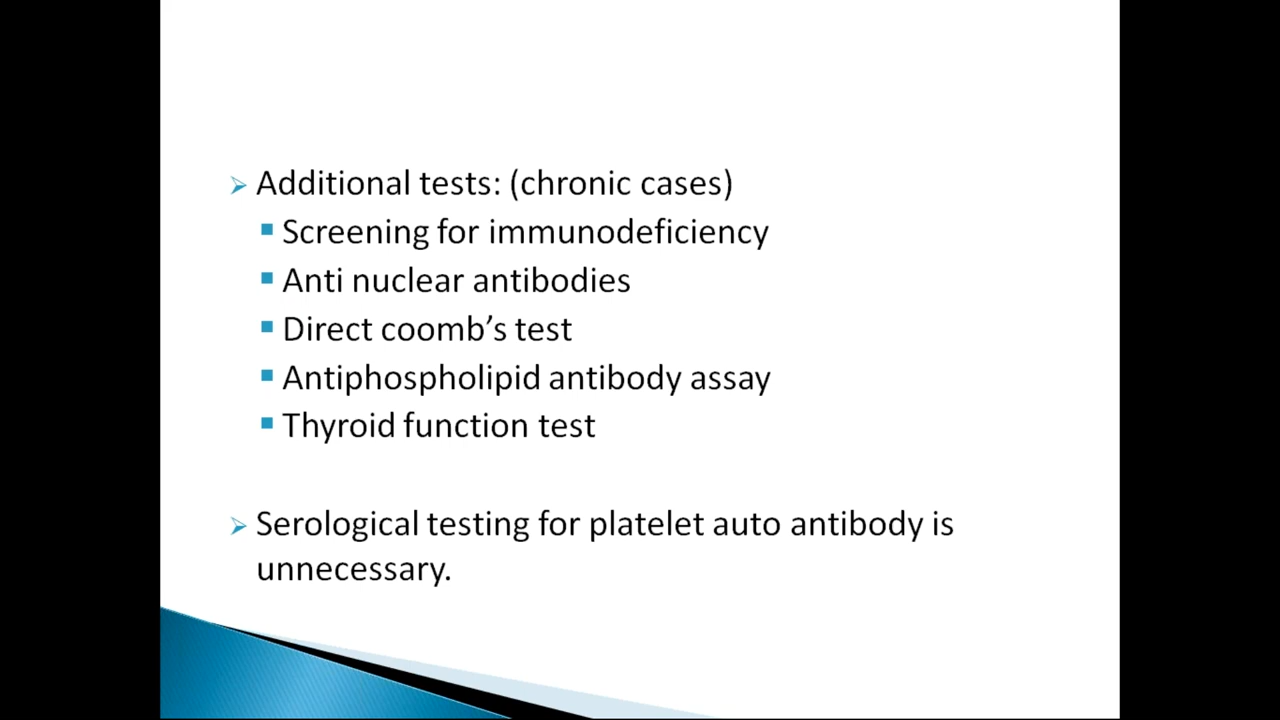 Additional tests: (chronic cases)
Screening for immunodeficiency
Anti nuclear antibodies
Direct coomb’s test
Antiphospholipid antibody assay
Thyroid function test
Serological testing for platelet auto antibody is
unnecessary.